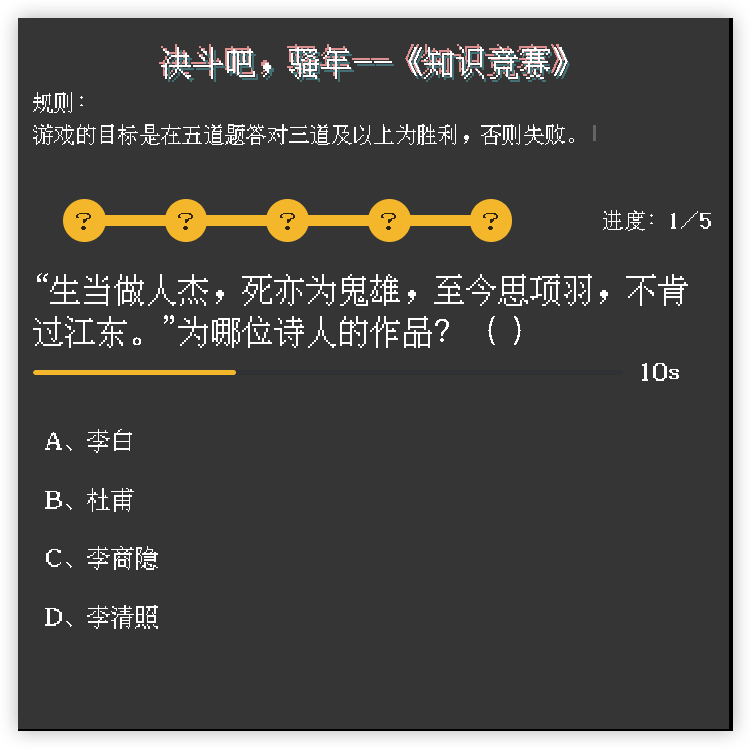 决斗吧，骚年——《知识竞赛》
规则：
游戏的目标是在五道题答对三道及以上为胜利，否则失败。
? ? ? ? ?
进度：1/5
“生当做人杰，死亦为鬼雄，至今思项羽，不肯
过江东。”为哪位诗人的作品？（ ）
10s
A、李白
B、杜甫
C、李商隐
D、李清照